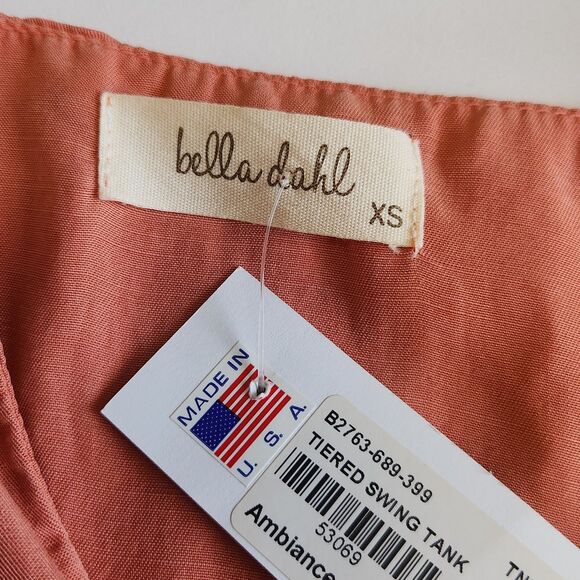 bella dahl
XS
MADE IN
U. S. A
B2763-689-399
TIERED SWING TANK
53069
Ambiance